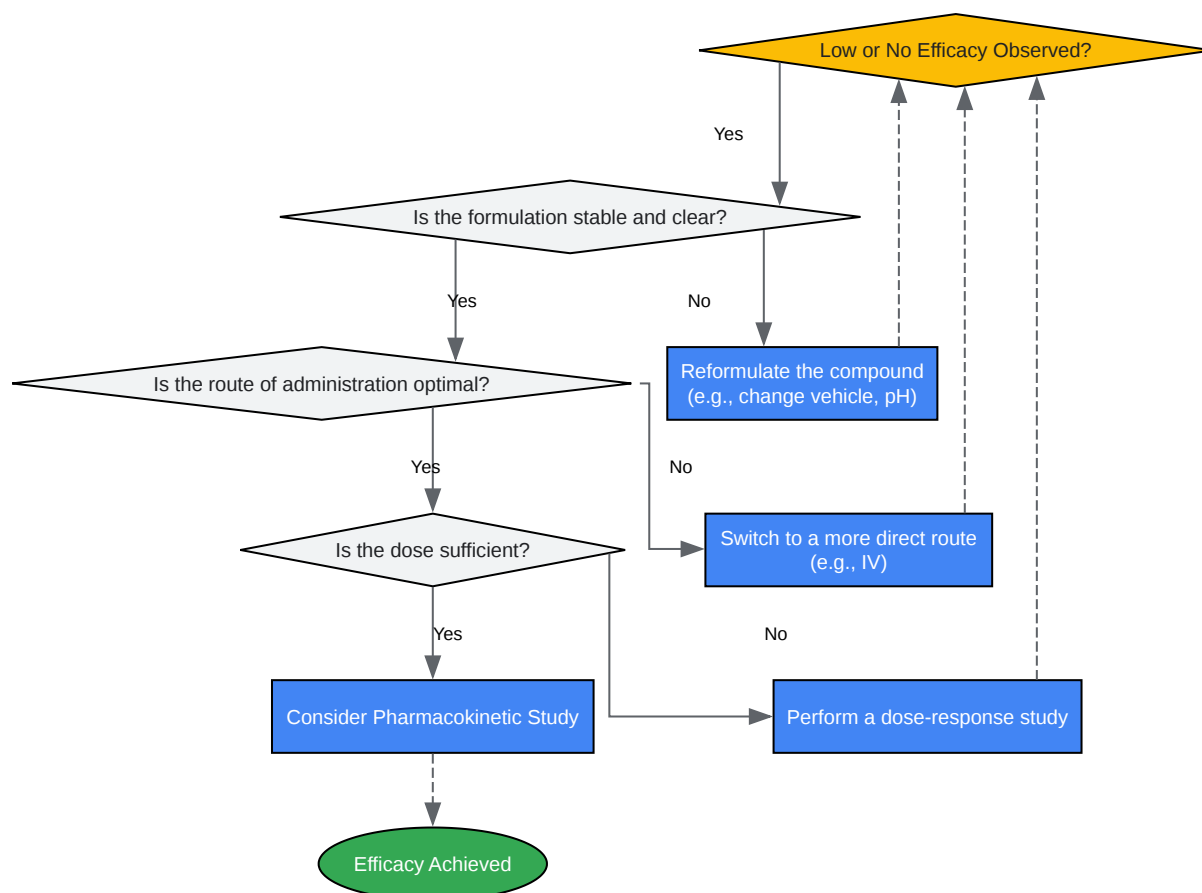 Low or No Efficacy Observed?
Yes
Is the formulation stable and clear?
Yes
No
Is the route of administration optimal?
Reformulate the compound
(e.g., change vehicle, pH)
Yes
No
Is the dose sufficient?
Switch to a more direct route
(e.g., IV)
Yes
No
Consider Pharmacokinetic Study
Perform a dose-response study
Efficacy Achieved